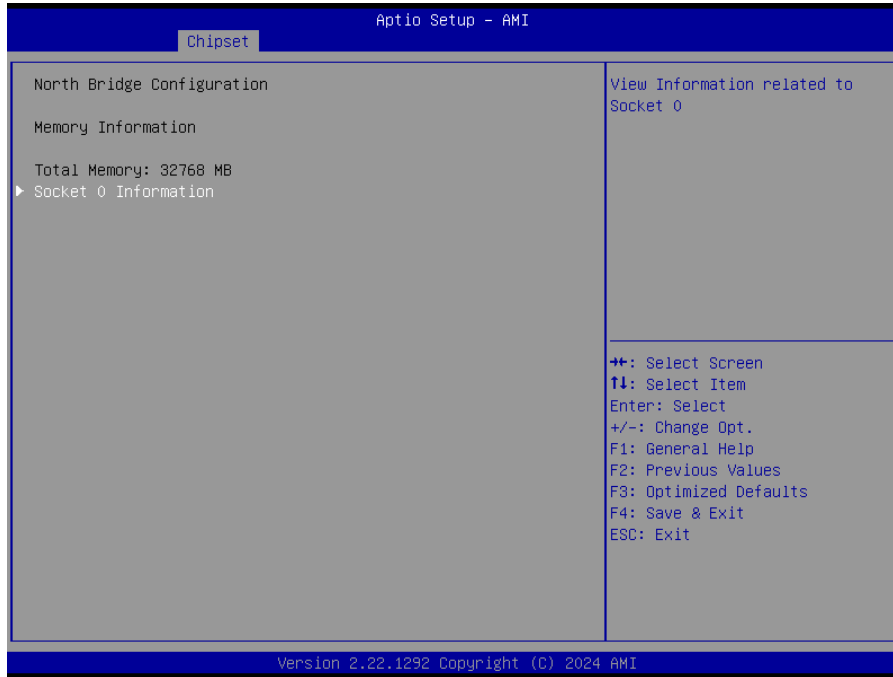 Aptio Setup – AMI
Chipset
North Bridge Configuration
Memory Information
Total Memory: 32768 MB
▶ Socket 0 Information
View Information related to
Socket 0
→←: Select Screen
↑↓: Select Item
Enter: Select
+/-: Change Opt.
F1: General Help
F2: Previous Values
F3: Optimized Defaults
F4: Save & Exit
ESC: Exit
Version 2.22.1292 Copyright (C) 2024 AMI